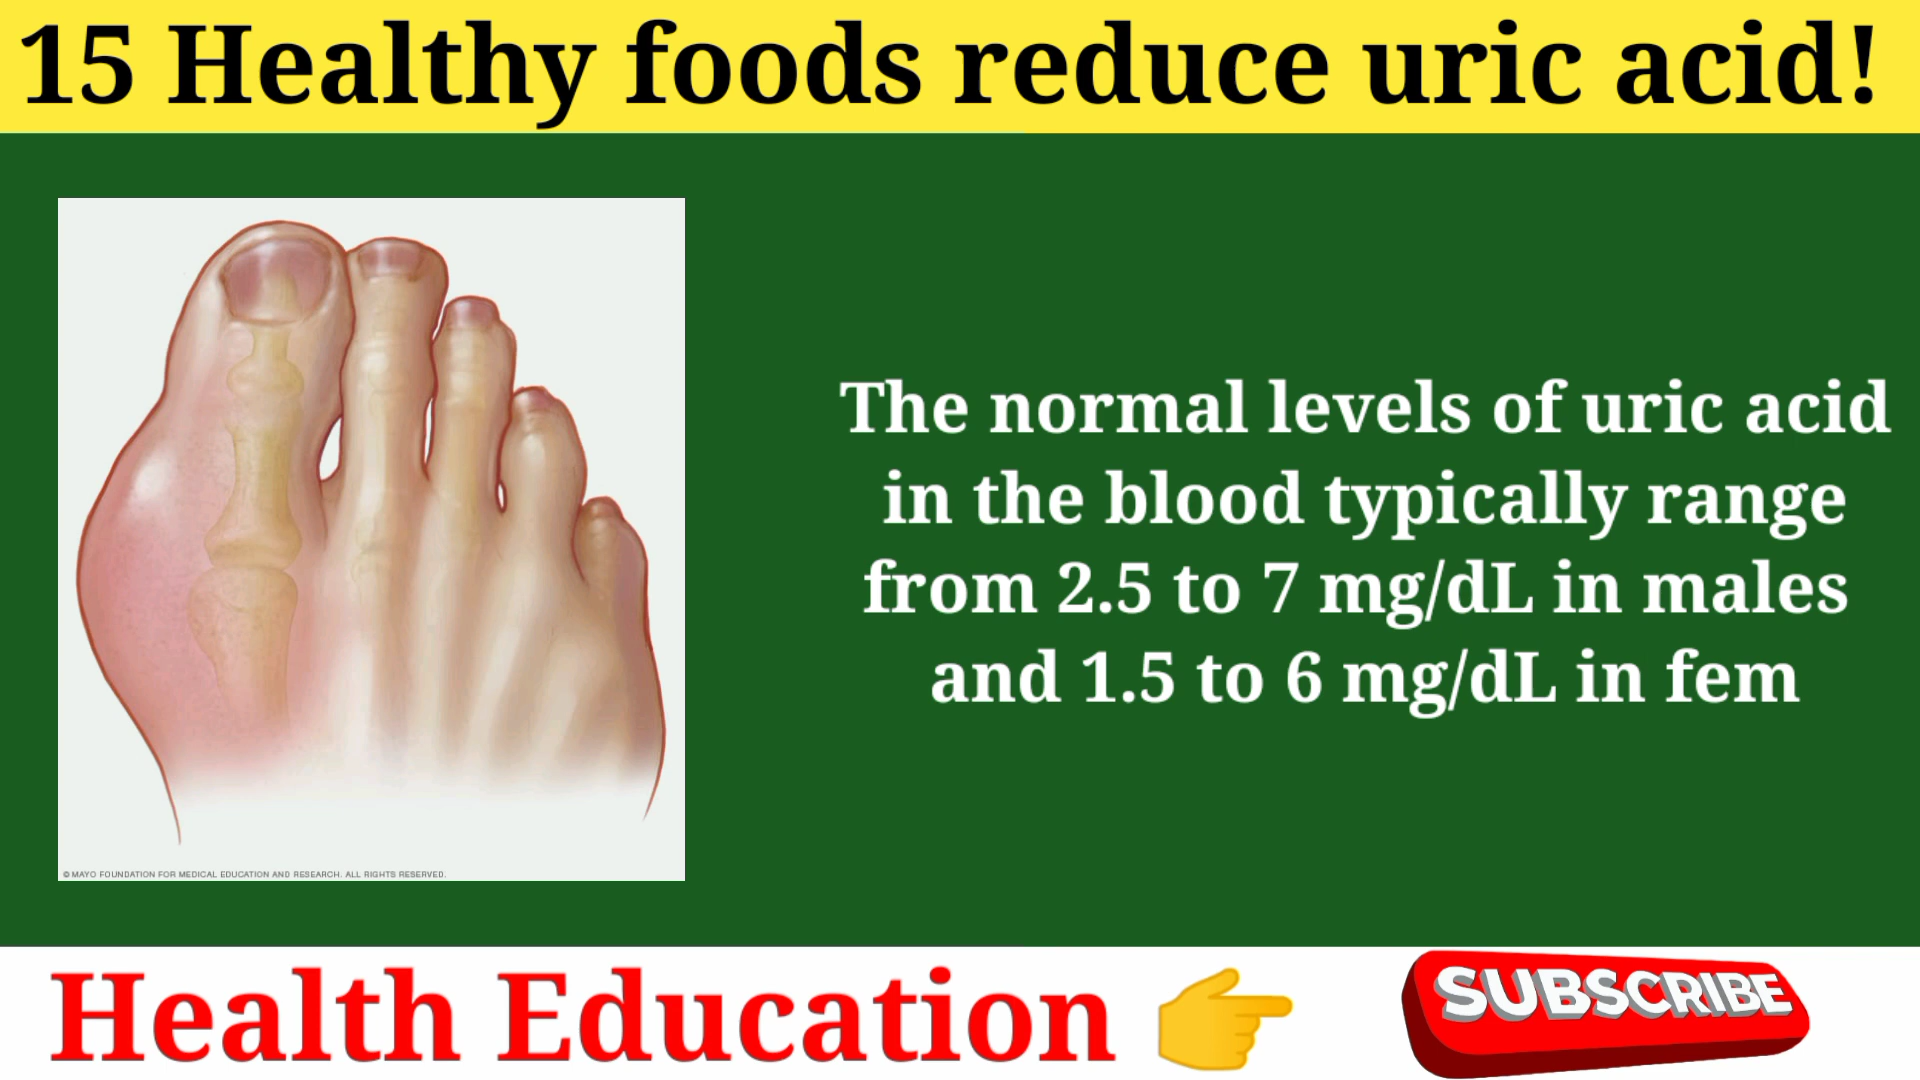 15 Healthy foods reduce uric acid!
The normal levels of uric acid
in the blood typically range
from 2.5 to 7 mg/dL in males
and 1.5 to 6 mg/dL in fem
© MAYO FOUNDATION FOR MEDICAL EDUCATION AND RESEARCH. ALL RIGHTS RESERVED.
Health Education 👉
SUBSCRIBE